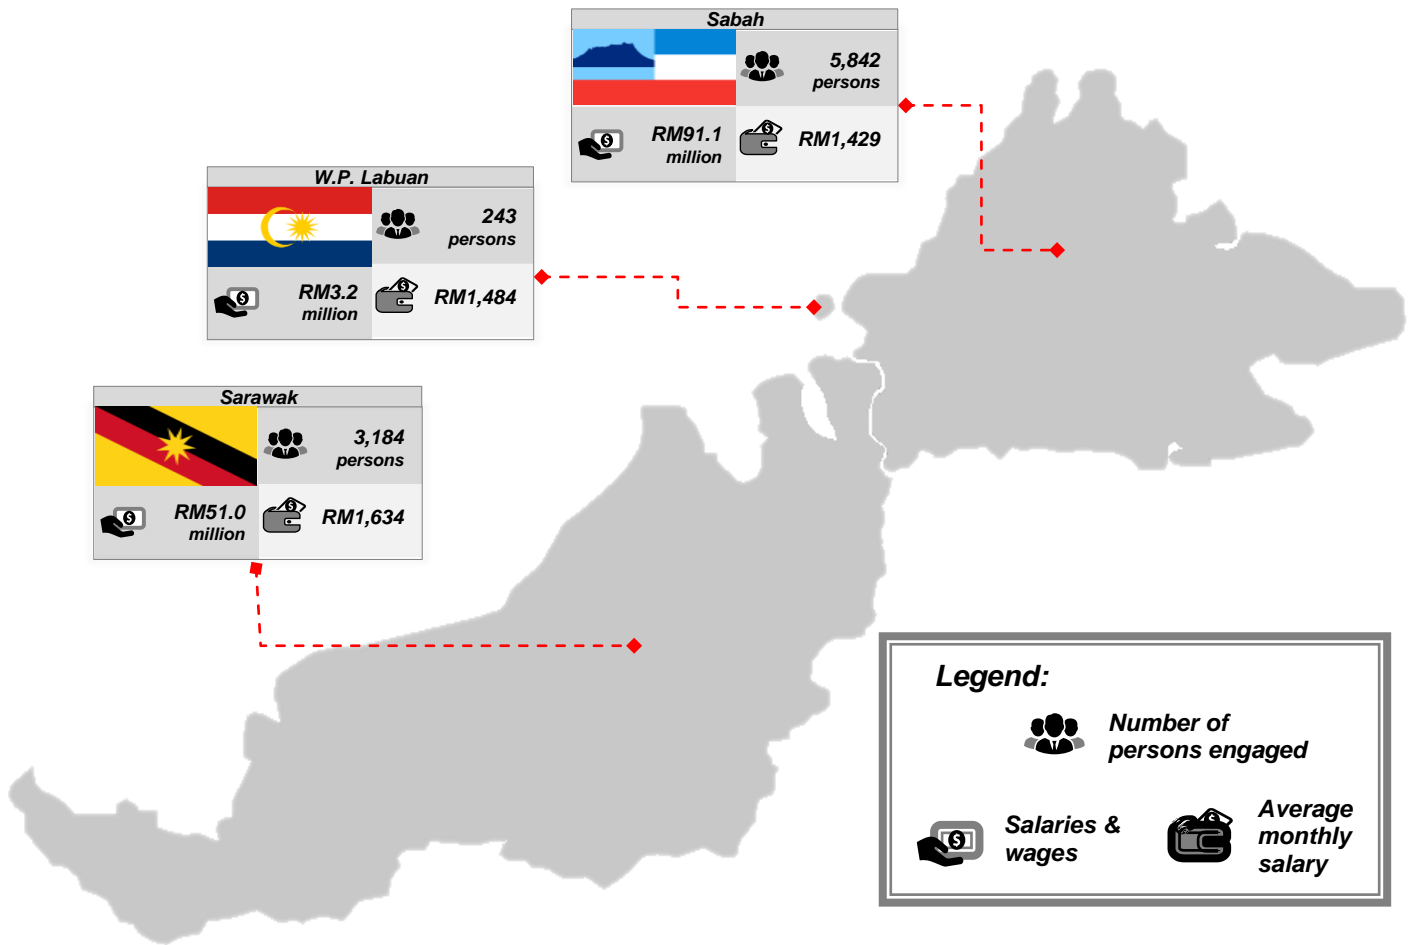 Sabah
5,842
persons
RM91.1
million
RM1,429
W.P. Labuan
243
persons
RM3.2
million
RM1,484
Sarawak
3,184
persons
RM51.0
million
RM1,634
Legend:
Number of
persons engaged
Salaries &
wages
Average
monthly
salary